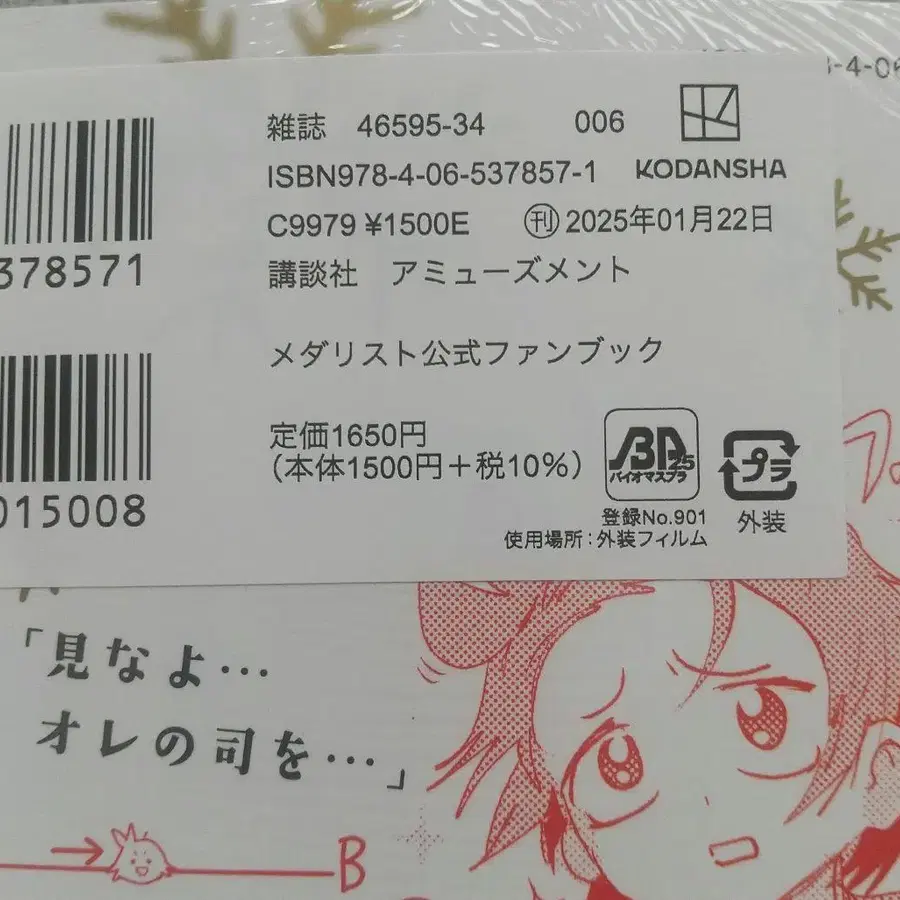 雑誌 46595-34 006
ISBN978-4-06-537857-1 KODANSHA
C9979 ¥1500E ㊞刊 2025年01月22日
講談社 アミューズメント
378571
メダリスト公式ファンブック
定価1650円
(本体1500円+税10%)
015008
BP25
バイオマスプラ
登録No.901
使用場所:外装フィルム
プラ
外装
「見なよ…
オレの司を…」
B